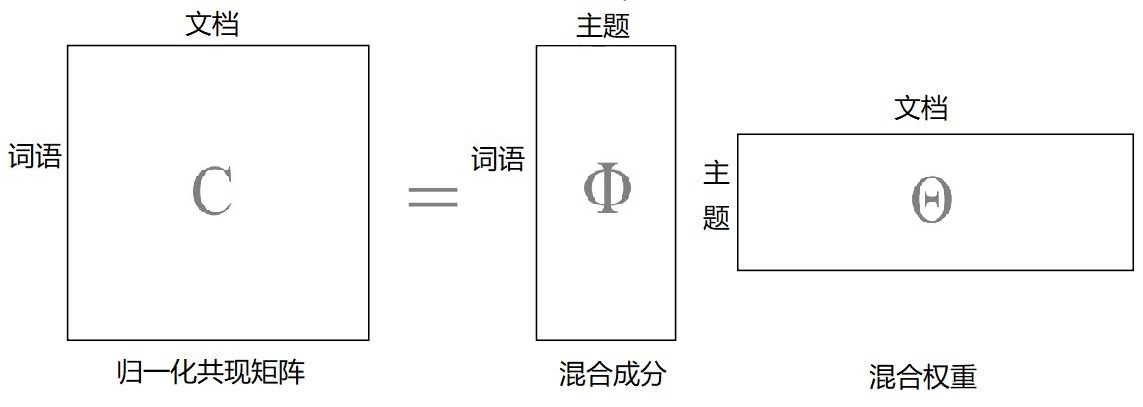 文档
词语
C
归一化共现矩阵
=
主题
词语
Φ
混合成分
文档
主
题
Θ
混合权重